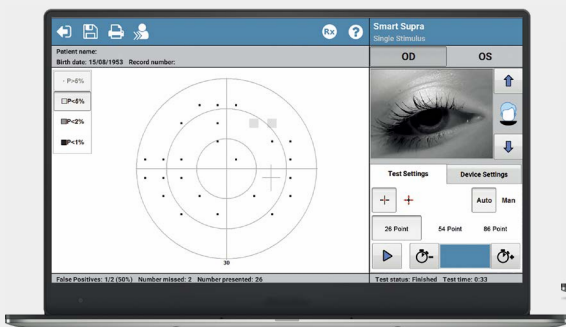 Rx
?
Smart Supra
Single Stimulus
Patient name:
Birth date: 15/08/1953 Record number:
OD OS
P>5%
P<5%
P<2%
P<1%
Test Settings Device Settings
Auto Man
26 Point 54 Point 86 Point
30
False Positives: 1/2 (50%) Number missed: 2 Number presented: 26
Test status: Finished Test time: 0:33